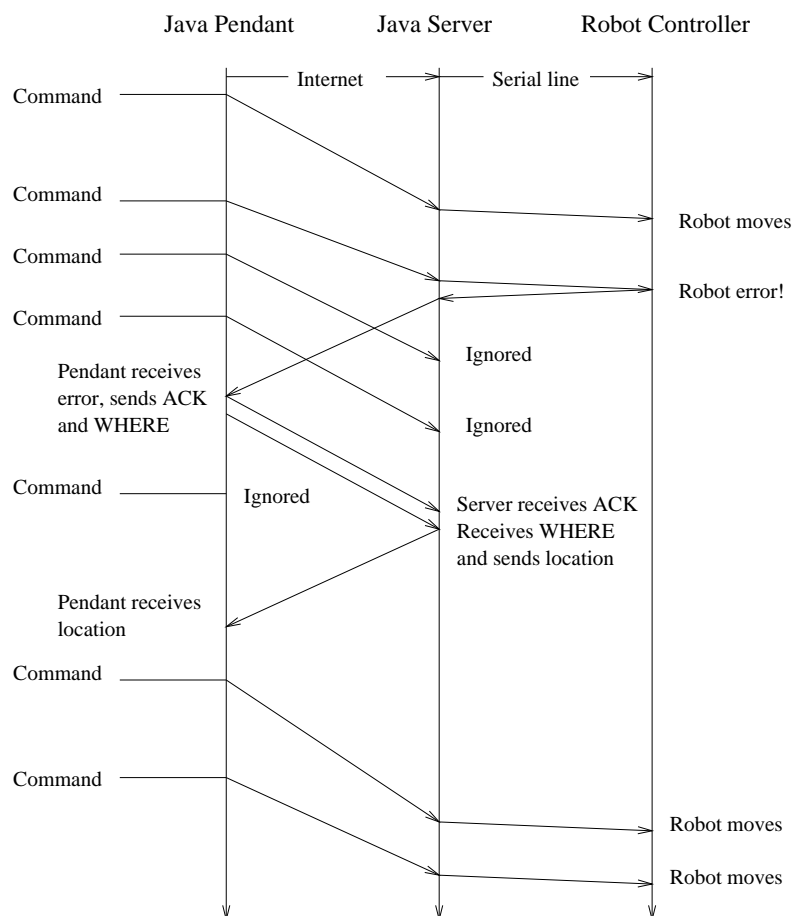 Java Pendant
Java Server
Robot Controller
Internet
Serial line
Command
Command
Robot moves
Command
Robot error!
Command
Ignored
Pendant receives
error, sends ACK
and WHERE
Ignored
Command
Ignored
Server receives ACK
Receives WHERE
and sends location
Pendant receives
location
Command
Command
Robot moves
Robot moves